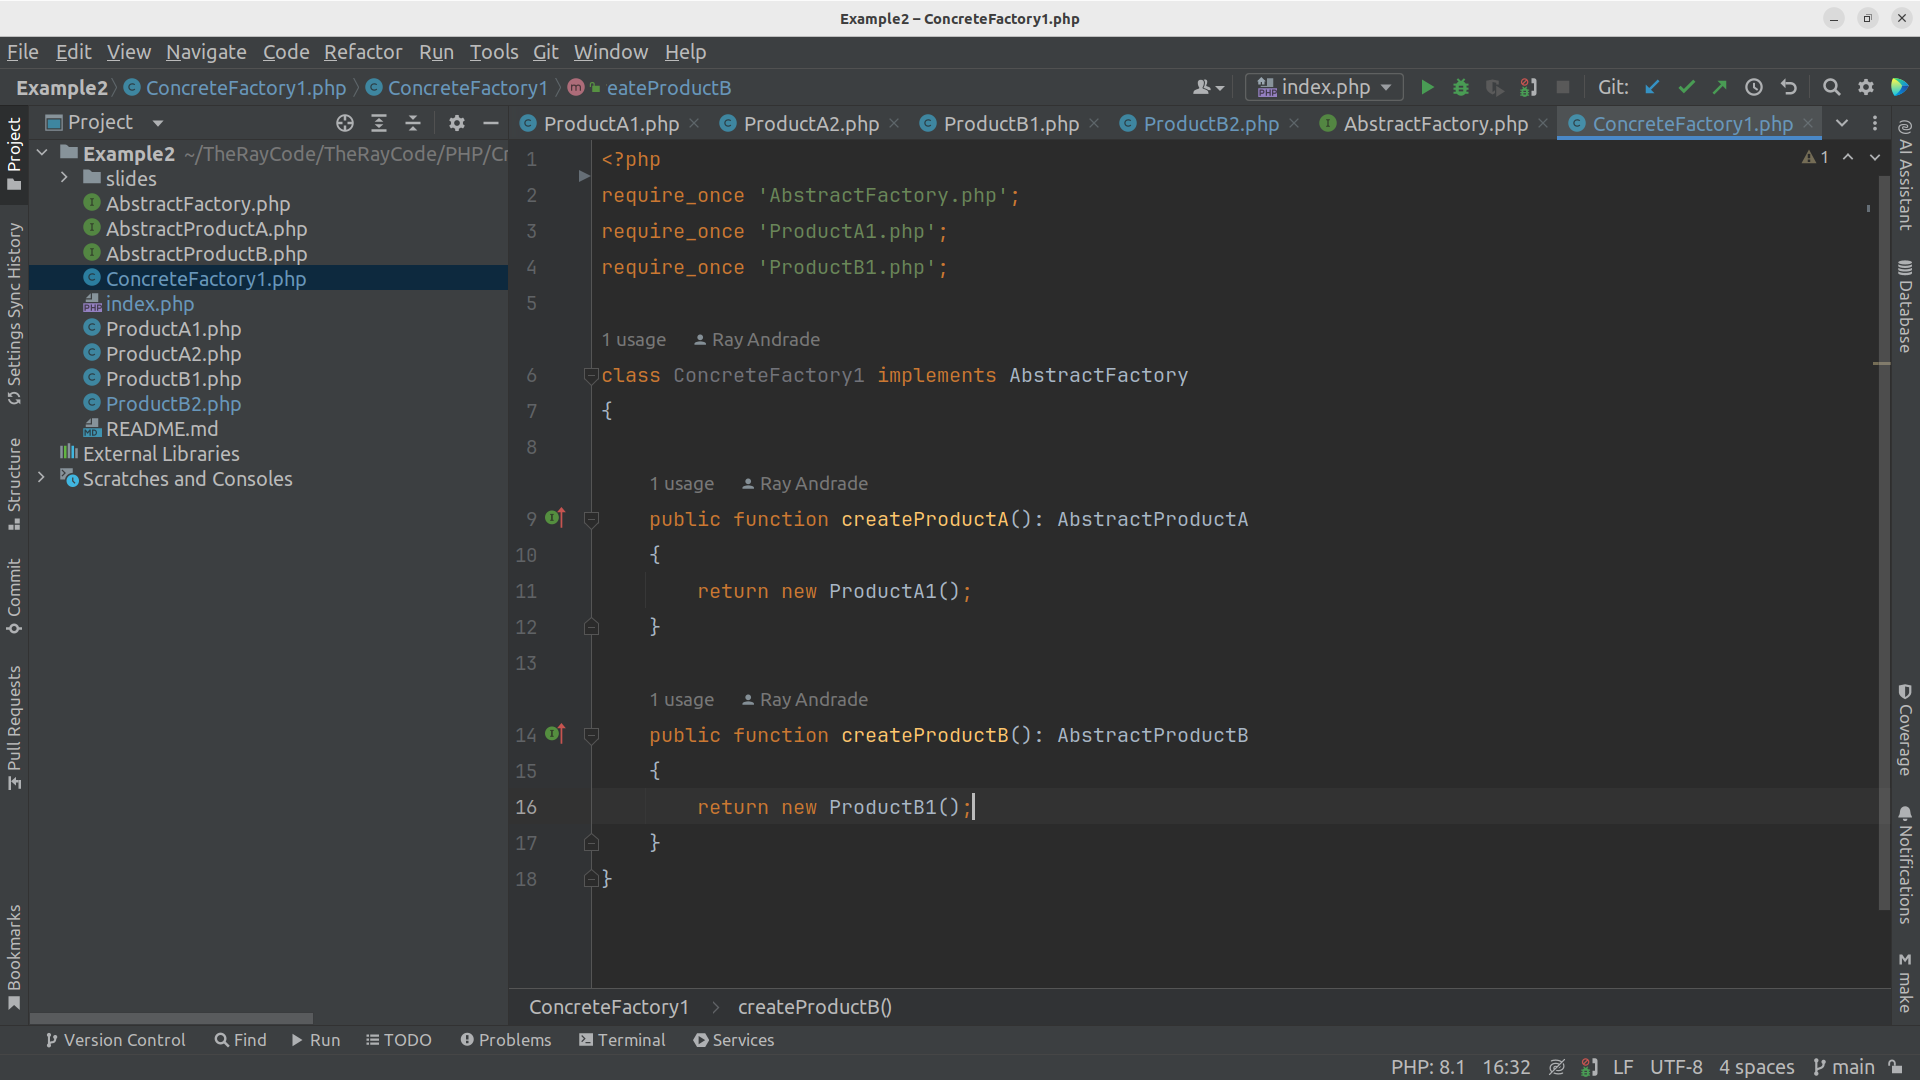 Example2 – ConcreteFactory1.php
File Edit View Navigate Code Refactor Run Tools Git Window Help
Example2 ConcreteFactory1.php ConcreteFactory1 m eateProductB index.php Git:
Project
ProductA1.php ProductA2.php ProductB1.php ProductB2.php AbstractFactory.php ConcreteFactory1.php
Example2 ~/TheRayCode/TheRayCode/PHP/Cr
slides
AbstractFactory.php
AbstractProductA.php
AbstractProductB.php
ConcreteFactory1.php
index.php
ProductA1.php
ProductA2.php
ProductB1.php
ProductB2.php
README.md
External Libraries
Scratches and Consoles
1 <?php
2 require_once 'AbstractFactory.php';
3 require_once 'ProductA1.php';
4 require_once 'ProductB1.php';
5
1 usage Ray Andrade
6 class ConcreteFactory1 implements AbstractFactory
7 {
8
1 usage Ray Andrade
9 public function createProductA(): AbstractProductA
10 {
11 return new ProductA1();
12 }
13
1 usage Ray Andrade
14 public function createProductB(): AbstractProductB
15 {
16 return new ProductB1();
17 }
18 }
1
ConcreteFactory1 > createProductB()
Project
Settings Sync History
Structure
Commit
Pull Requests
Bookmarks
AI Assistant
Database
Coverage
Notifications
M make
Version Control Find Run TODO Problems Terminal Services
PHP: 8.1 16:32 LF UTF-8 4 spaces main